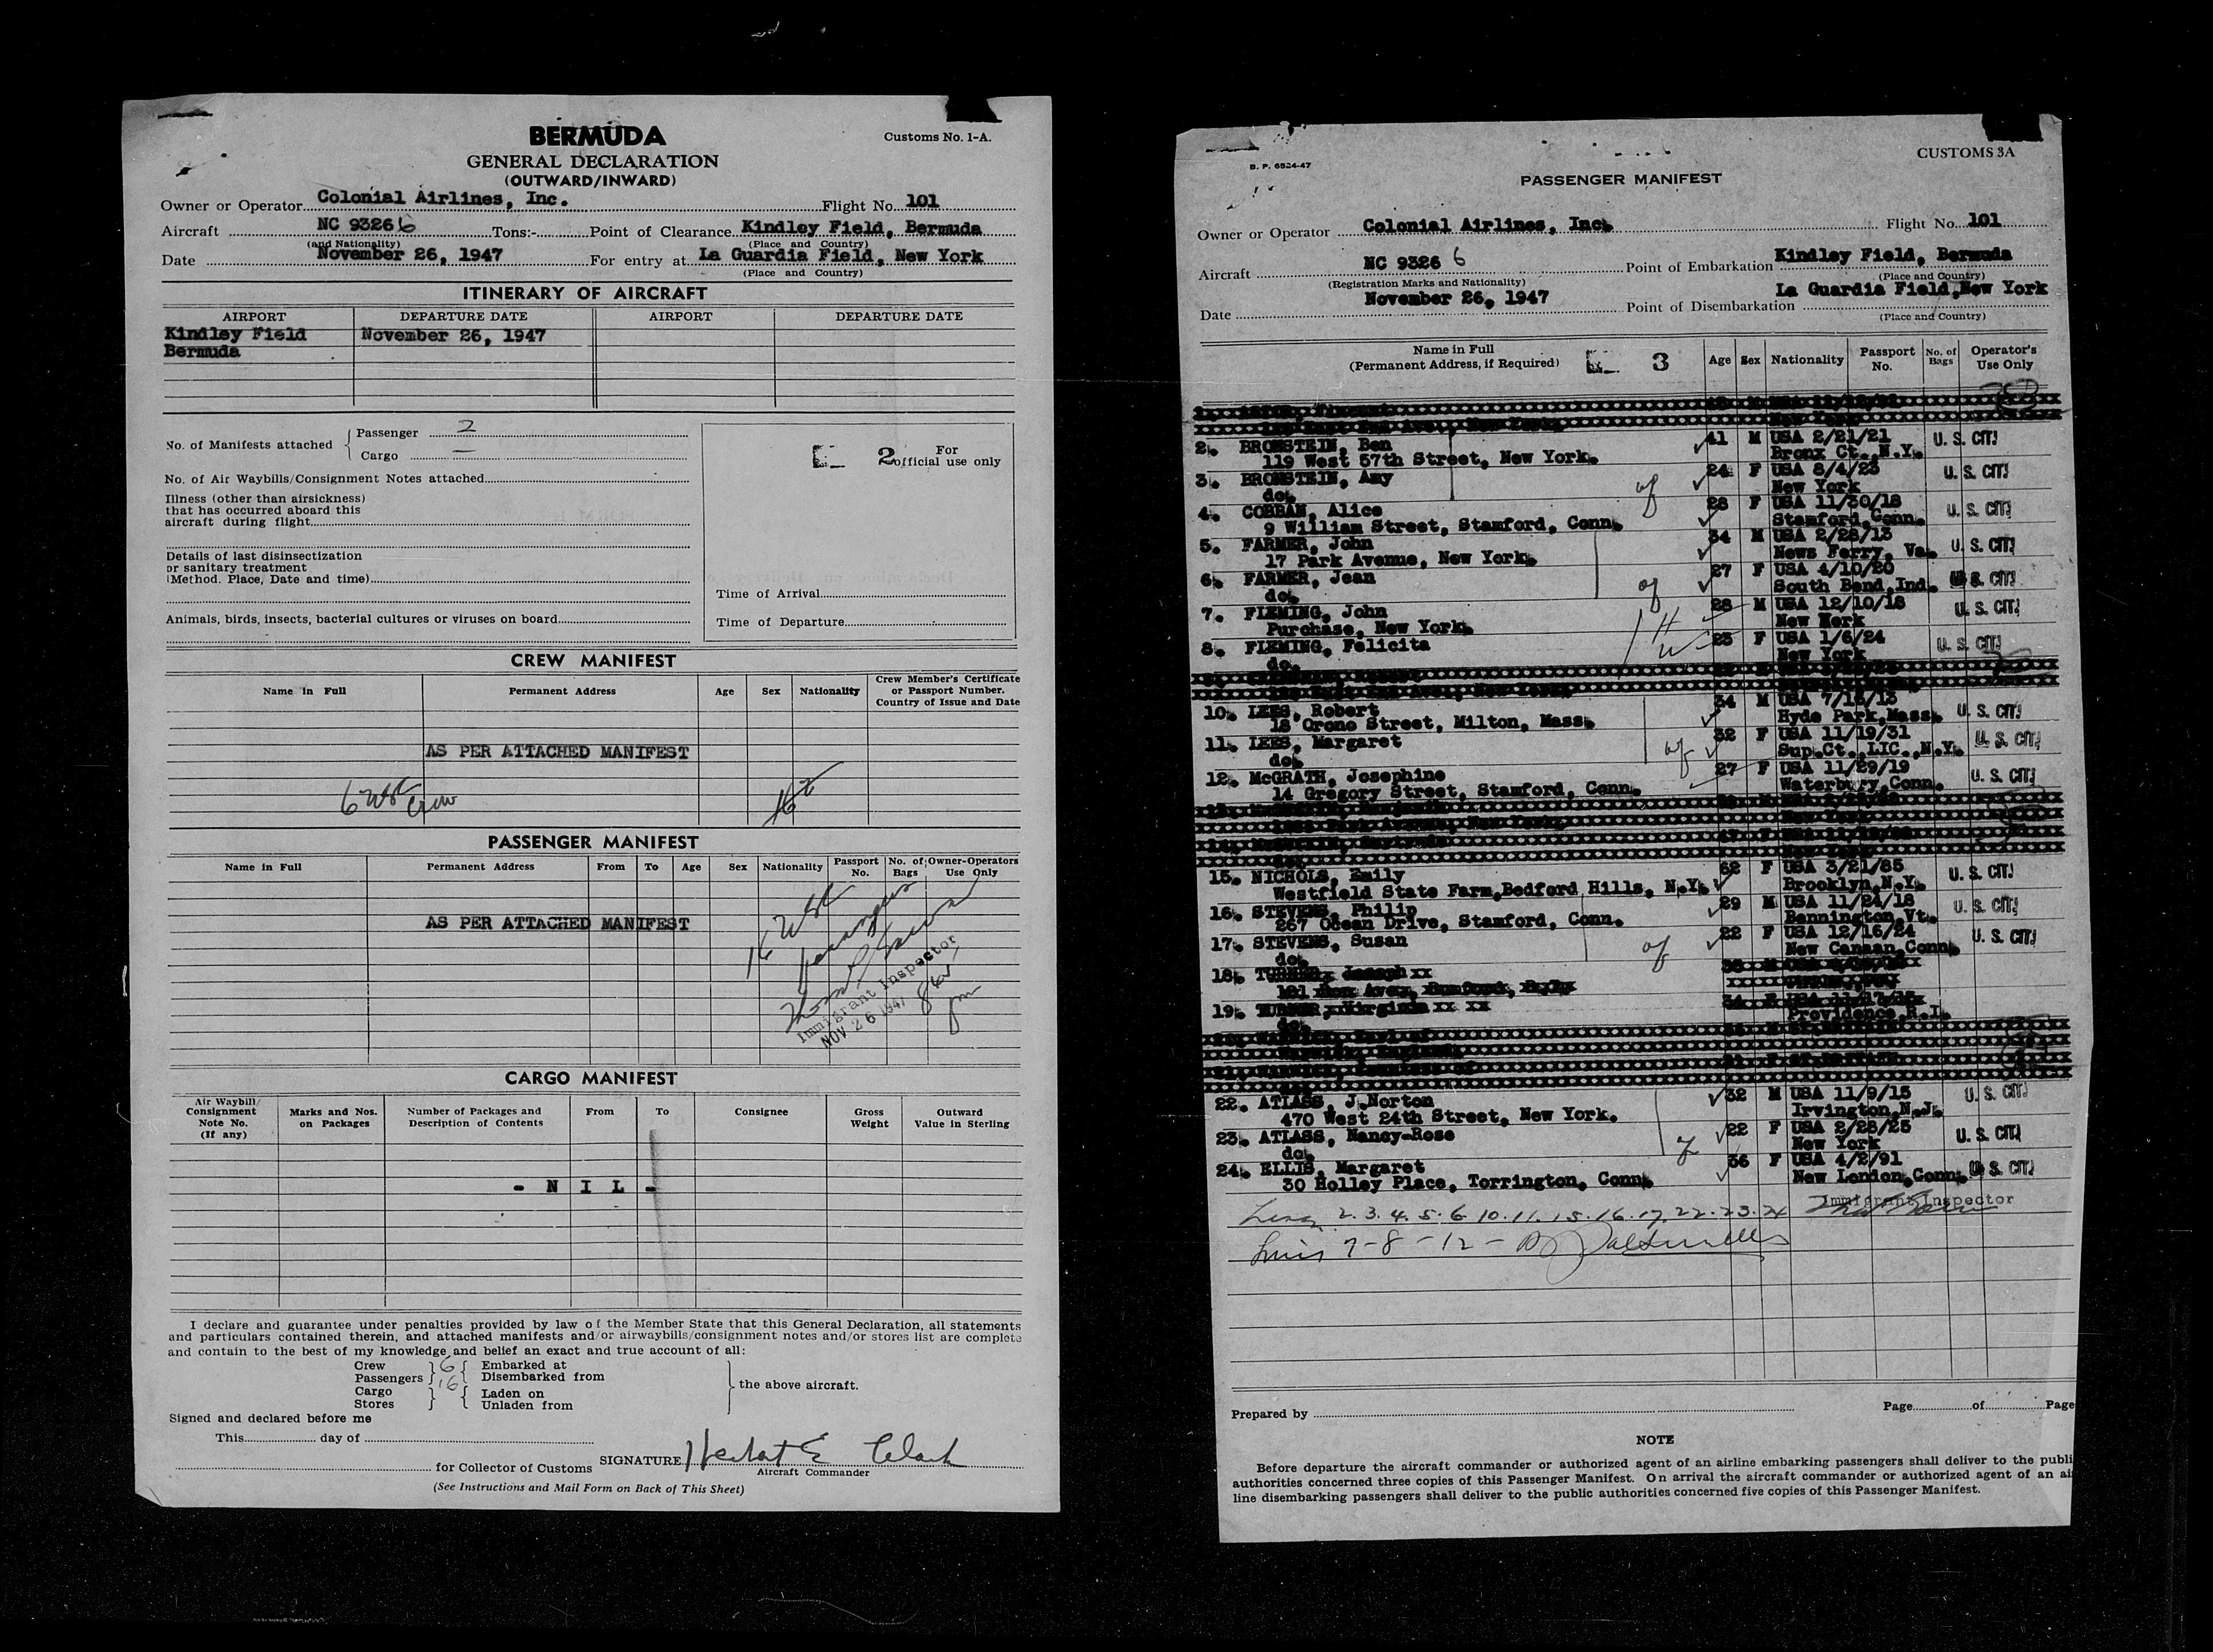 BERMUDA
Customs No. 1-A.
GENERAL DECLARATION
(OUTWARD/INWARD)
Owner or Operator Colonial Airlines, Inc. Flight No. 101
Aircraft NC 93266 Tons:- Point of Clearance Kindley Field, Bermuda
(and Nationality) (Place and Country)
Date November 26, 1947 For entry at La Guardia Field, New York
(Place and Country)
ITINERARY OF AIRCRAFT
AIRPORT DEPARTURE DATE AIRPORT DEPARTURE DATE
Kindley Field November 26, 1947
Bermuda
No. of Manifests attached { Passenger 2
Cargo —
For
2 official use only
No. of Air Waybills/Consignment Notes attached
Illness (other than airsickness)
that has occurred aboard this
aircraft during flight
Details of last disinsectization
or sanitary treatment
(Method. Place, Date and time)
Time of Arrival
Animals, birds, insects, bacterial cultures or viruses on board
Time of Departure
CREW MANIFEST
Name in Full Permanent Address Age Sex Nationality Crew Member's Certificate
or Passport Number.
Country of Issue and Date
AS PER ATTACHED MANIFEST
6 USC Crew
PASSENGER MANIFEST
Name in Full Permanent Address From To Age Sex Nationality Passport No. No. of Bags Owner-Operators Use Only
AS PER ATTACHED MANIFEST
16 USC
Passengers
Immigrant Inspector
NOV 26 1947
pm
CARGO MANIFEST
Air Waybill/ Consignment Note No. (If any) Marks and Nos. on Packages Number of Packages and Description of Contents From To Consignee Gross Weight Outward Value in Sterling
- N I L -
I declare and guarantee under penalties provided by law of the Member State that this General Declaration, all statements
and particulars contained therein, and attached manifests and/or airwaybills/consignment notes and/or stores list are complete
and contain to the best of my knowledge and belief an exact and true account of all:
Crew 6 Embarked at
Passengers 16 Disembarked from
the above aircraft.
Cargo Laden on
Stores Unladen from
Signed and declared before me
This day of
for Collector of Customs SIGNATURE Herbert E Clark
Aircraft Commander
(See Instructions and Mail Form on Back of This Sheet)
B. P. 6524-47
CUSTOMS 3A
PASSENGER MANIFEST
Owner or Operator Colonial Airlines, Inc. Flight No. 101
Aircraft NC 93266 Point of Embarkation Kindley Field, Bermuda
(Registration Marks and Nationality) (Place and Country)
Date November 26, 1947 Point of Disembarkation La Guardia Field, New York
(Place and Country)
Name in Full
(Permanent Address, if Required) 3 Age Sex Nationality Passport No. No. of Bags Operator's Use Only
2. BRONSTEIN, Ben 41 M USA 2/21/21 U. S. CIT.
119 West 57th Street, New York. Bronx Ct., N.Y.
3. BRONSTEIN, Amy 24 F USA 8/4/23 U. S. CIT.
do. New York
4. COBBAN, Alice 28 F USA 11/30/18 U. S. CIT.
9 William Street, Stamford, Conn. Stamford, Conn.
5. FARMER, John 34 M USA 2/28/13 U. S. CIT.
17 Park Avenue, New York. News Ferry, Va.
6. FARMER, Jean 27 F USA 4/10/20 U. S. CIT.
do. South Bend, Ind.
7. FLEMING, John 28 M USA 12/10/18 U. S. CIT.
Purchase, New York. New Nork
8. FLEMING, Felicita 23 F USA 1/6/24 U. S. CIT.
do. New York
10. LEES, Robert 34 M USA 7/15/13 U. S. CIT.
18 Orono Street, Milton, Mass. Hyde Park, Mass.
11. LEES, Margaret 32 F USA 11/19/31 U. S. CIT.
do. Sup.Ct., LIC., N.Y.
12. McGRATH, Josephine 27 F USA 11/29/19 U. S. CIT.
14 Gregory Street, Stamford, Conn. Waterbury, Conn.
15. NICHOLS, Emily 62 F USA 3/21/85 U. S. CIT.
Westfield State Farm, Bedford Hills, N.Y. Brooklyn, N.Y.
16. STEVENS, Philip 29 M USA 11/24/18 U. S. CIT.
267 Ocean Drive, Stamford, Conn. Bennington, Vt.
17. STEVENS, Susan 22 F USA 12/16/24 U. S. CIT.
do. New Canaan, Conn.
18. TURNER, Joseph
19. TURNER, Virginia
do. Providence, R.I.
22. ATLASS, J. Norton 32 M USA 11/9/15 U. S. CIT.
470 West 24th Street, New York. Irvington, N.J.
23. ATLASS, Nancy-Rose 22 F USA 2/28/25 U. S. CIT.
do. New York
24. ELLIS, Margaret 56 F USA 4/2/91 U. S. CIT.
30 Holley Place, Torrington, Conn. New London, Conn.
Immigrant Inspector
2. 3. 4. 5. 6. 10. 11. 15. 16. 17. 22. 23. 24
7 - 8 - 12 -
Prepared by Page of Page
NOTE
Before departure the aircraft commander or authorized agent of an airline embarking passengers shall deliver to the publi
authorities concerned three copies of this Passenger Manifest. On arrival the aircraft commander or authorized agent of an ai
line disembarking passengers shall deliver to the public authorities concerned five copies of this Passenger Manifest.